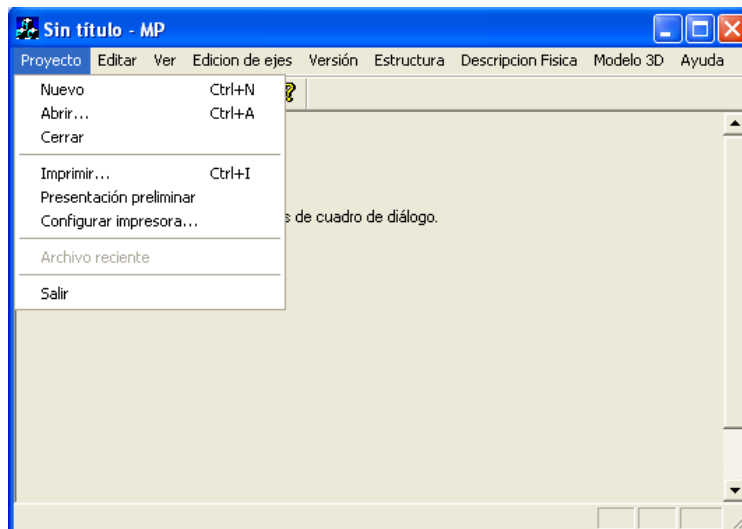 Sin título - MP
Proyecto Editar Ver Edicion de ejes Versión Estructura Descripcion Fisica Modelo 3D Ayuda
Nuevo Ctrl+N
Abrir... Ctrl+A
Cerrar
Imprimir... Ctrl+I
Presentación preliminar
Configurar impresora...
s de cuadro de diálogo.
Archivo reciente
Salir